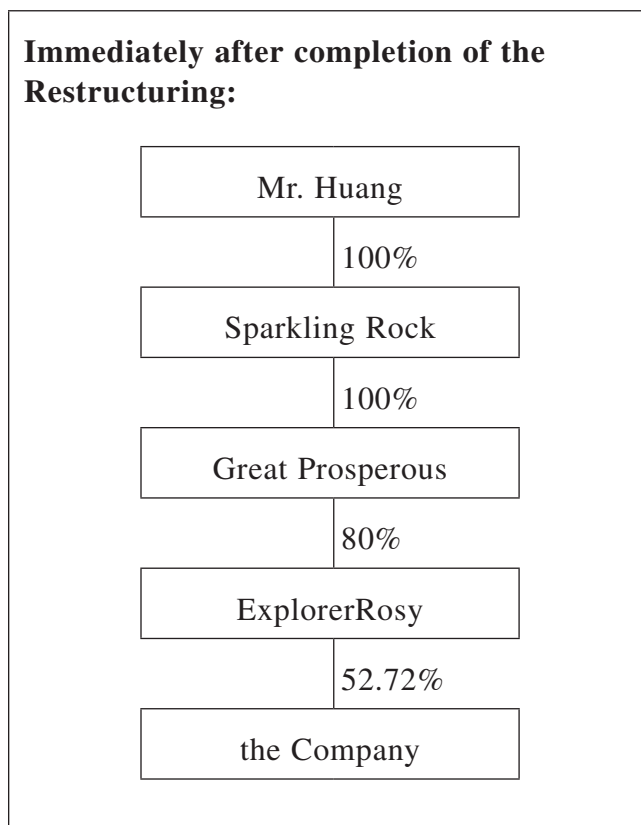 Immediately after completion of the
Restructuring:
Mr. Huang
100%
Sparkling Rock
100%
Great Prosperous
80%
ExplorerRosy
52.72%
the Company